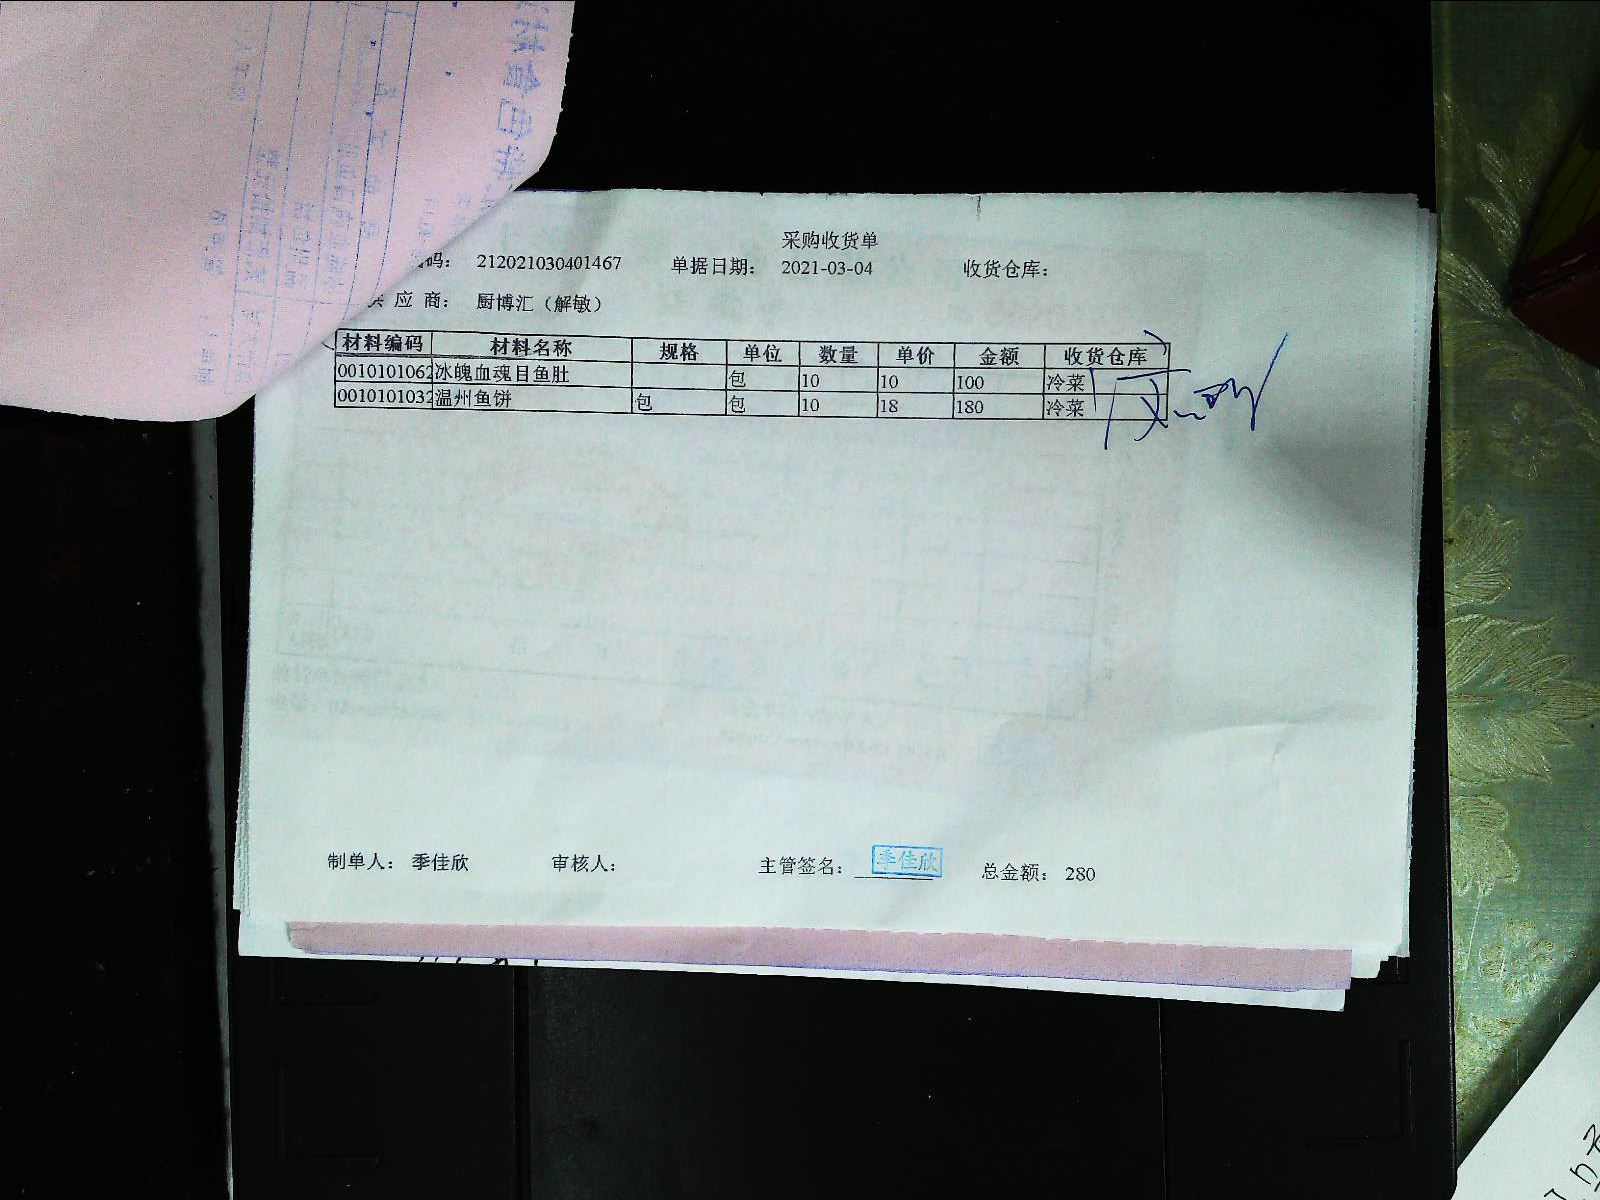 采购收货单
码： 212021030401467 单据日期： 2021-03-04 收货仓库：
供 应 商： 厨博汇（解敏）
材料编码 材料名称 规格 单位 数量 单价 金额 收货仓库
0010101062 冰魄血魂目鱼肚 包 10 10 100 冷菜
0010101032 温州鱼饼 包 包 10 18 180 冷菜
制单人： 季佳欣 审核人： 主管签名： 季佳欣 总金额： 280